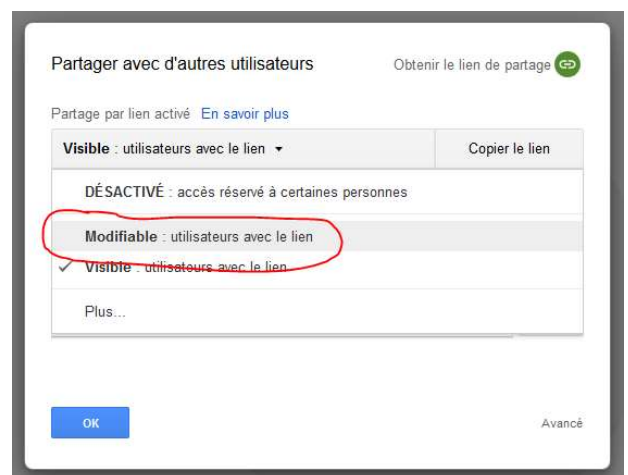 Partager avec d'autres utilisateurs
Obtenir le lien de partage
Partage par lien activé En savoir plus
Visible : utilisateurs avec le lien
Copier le lien
DÉSACTIVÉ : accès réservé à certaines personnes
Modifiable : utilisateurs avec le lien
Visible : utilisateurs avec le lien
Plus...
OK
Avancé